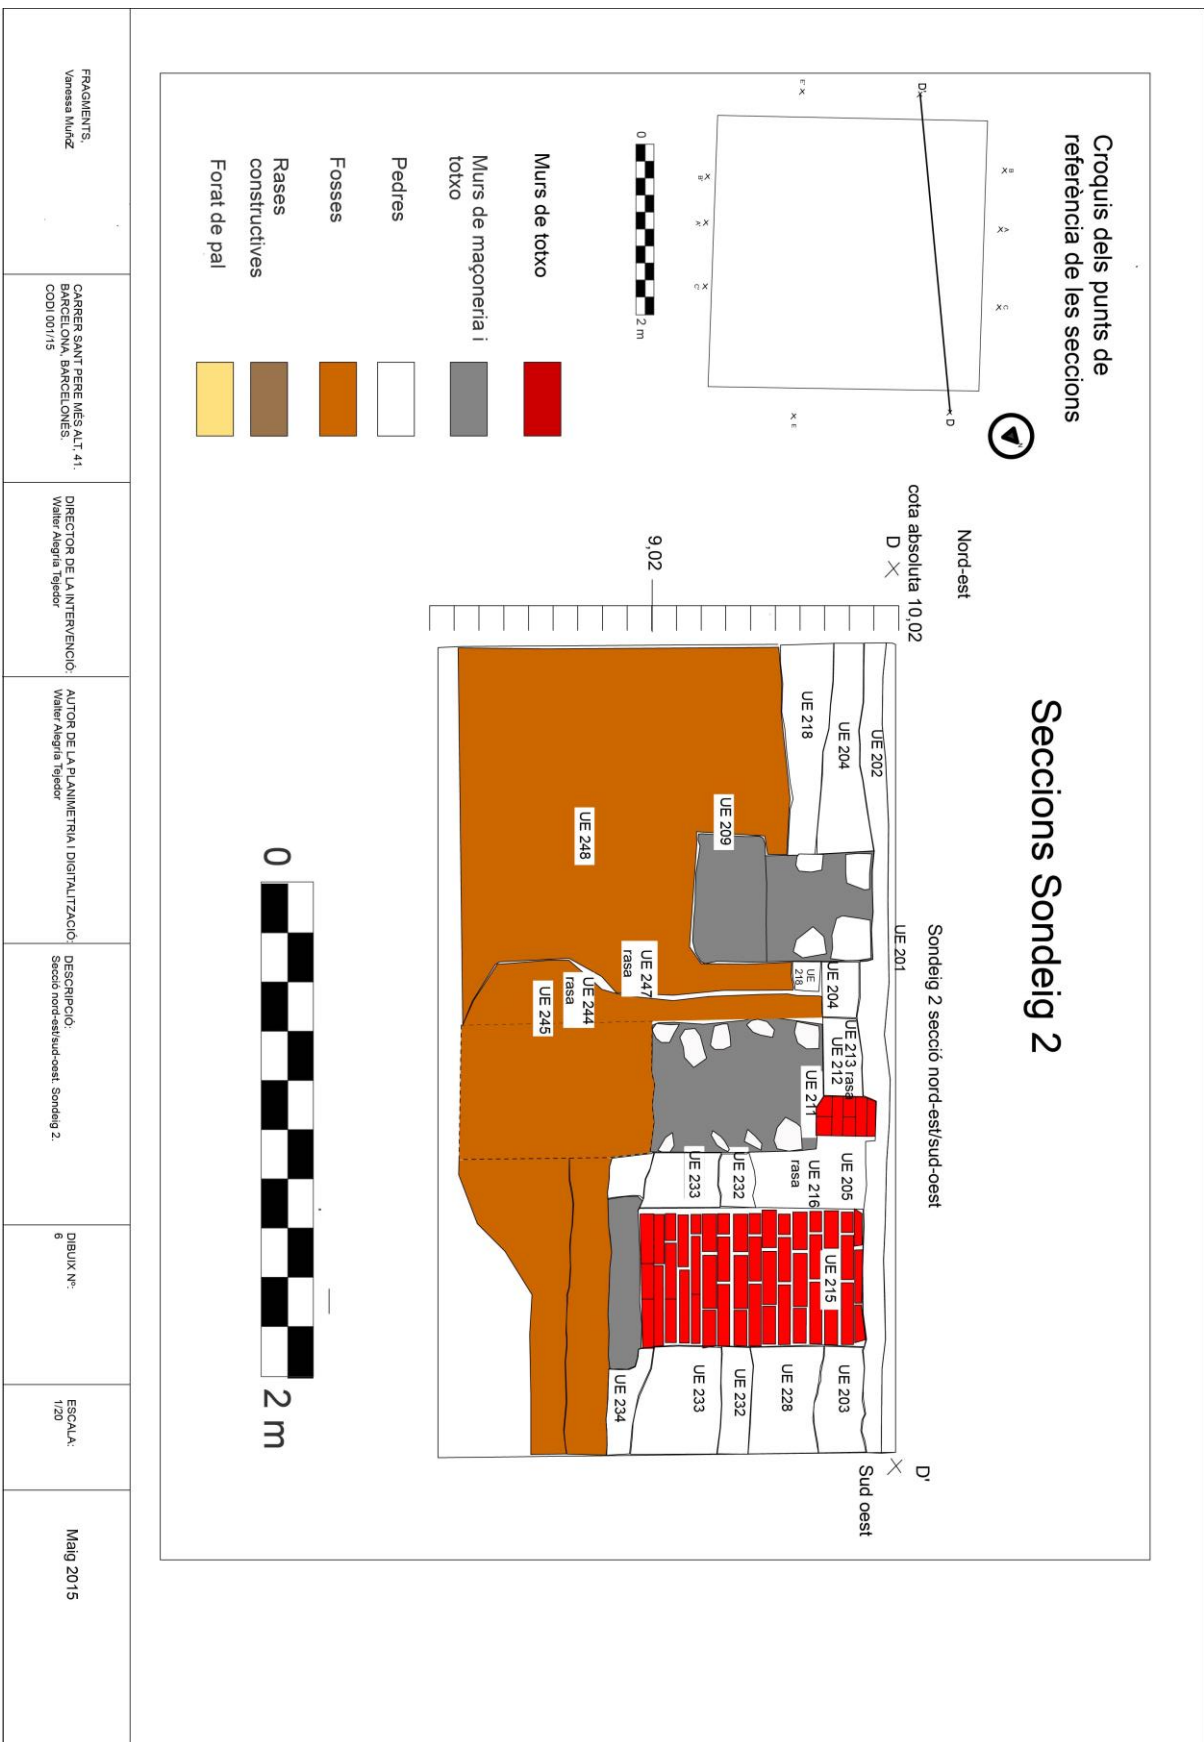 Seccions Sondeig 2
Croquis dels punts de
referència de les seccions
D'
D
E'
E
B
A
C
B'
A'
C'
N
0
2 m
Murs de totxo
Murs de maçoneria i
totxo
Pedres
Fosses
Rases
constructives
Forat de pal
Nord-est
D
cota absoluta 10,02
9,02
Sondeig 2 secció nord-est/sud-oest
D'
Sud oest
UE 201
UE 202
UE 204
UE 218
UE 209
UE 248
UE 204
UE
218
UE 247
rasa
UE 244
rasa
UE 245
UE 213 rasa
UE 212
UE 211
UE 205
UE 216
rasa
UE 232
UE 233
UE 215
UE 203
UE 228
UE 232
UE 233
UE 234
0
2 m
FRAGMENTS,
Vanessa Muñoz
CARRER SANT PERE MÉS ALT, 41.
BARCELONA, BARCELONÈS.
CODI 001/15
DIRECTOR DE LA INTERVENCIÓ:
Walter Alegría Tejedor
AUTOR DE LA PLANIMETRIA I DIGITALITZACIÓ:
Walter Alegría Tejedor
DESCRIPCIÓ:
Secció nord-est/sud-oest. Sondeig 2.
DIBUIX Nº:
6
ESCALA:
1/20
Maig 2015